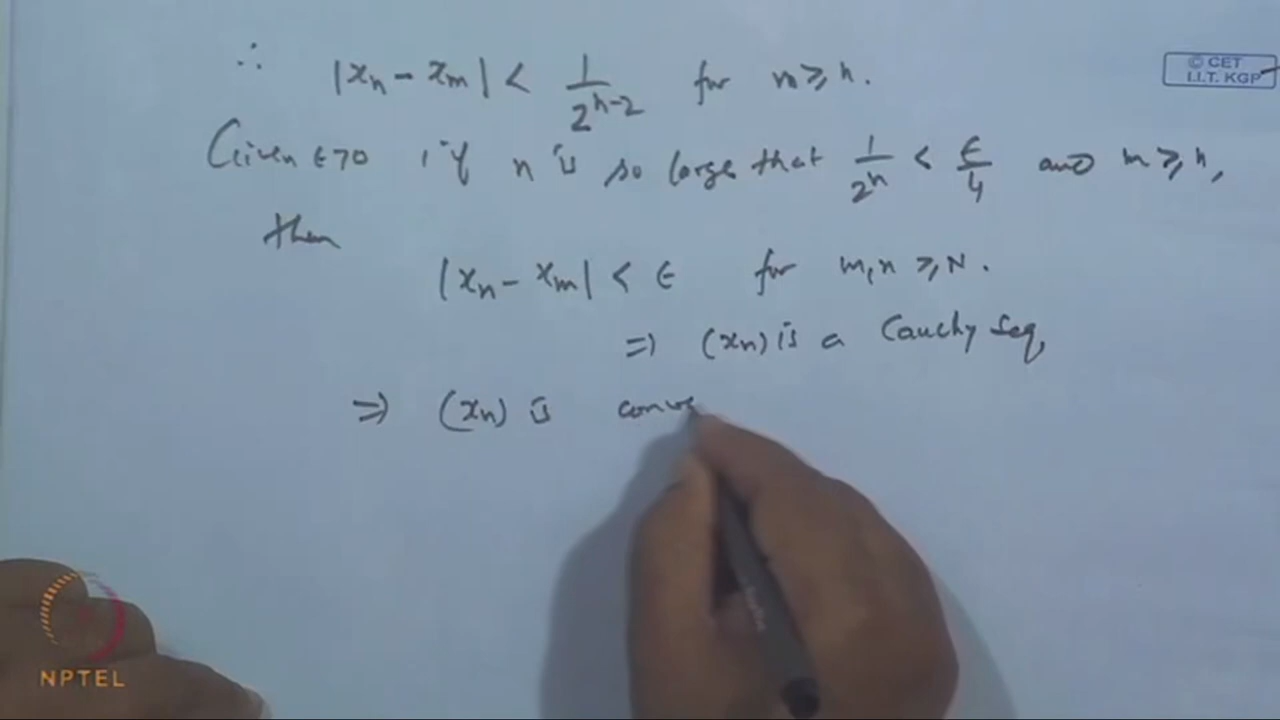 ∴ |xn - xm| < 1/2^(n-2) for m ≥ n.
© CET
I.I.T. KGP
Given ϵ>0 if n is so large that 1/2^n < ϵ/4 and m ≥ n,
then
|xn - xm| < ϵ for m,n ≥ N.
⇒ (xn) is a Cauchy seq,
⇒ (xn) is conve
NPTEL